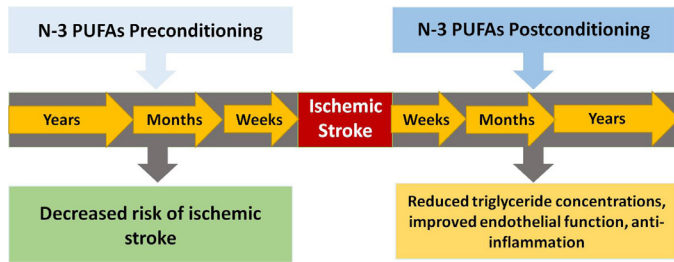 N-3 PUFAs Preconditioning
N-3 PUFAs Postconditioning
Years
Months
Weeks
Ischemic
Stroke
Weeks
Months
Years
Decreased risk of ischemic
stroke
Reduced triglyceride concentrations,
improved endothelial function, anti-
inflammation